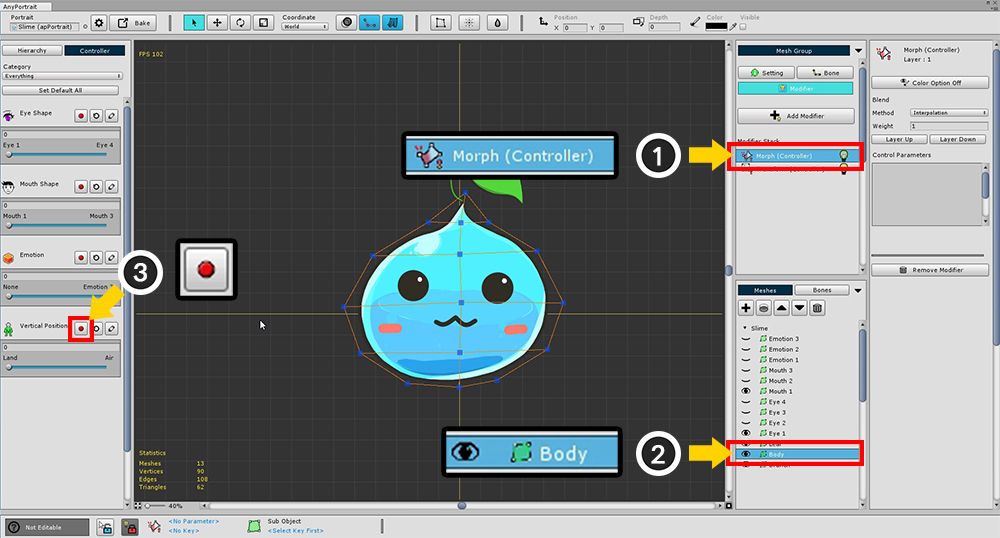 AnyPortrait
Portrait
Slime (apPortrait)
Bake
Coordinate
World
Position
X 0 Y 0
Depth
0
Color
Visible
Hierarchy
Controller
Category
Everything
Set Default All
Eye Shape
0
Eye 1 Eye 4
Mouth Shape
0
Mouth 1 Mouth 3
Emotion
0
None Emotion
Vertical Position
0
Land Air
FPS 102
Morph (Controller)
1
3
Body
2
Statistics
Meshes 13
Vertices 90
Edges 108
Triangles 62
40%
Mesh Group
Setting
Bone
Modifier
Add Modifier
Modifier Stack
Morph (Controller)
Meshes
Bones
Slime
Emotion 3
Emotion 2
Emotion 1
Mouth 3
Mouth 2
Mouth 1
Eye 4
Eye 3
Eye 2
Eye 1
Leaf
Body
Morph (Controller)
Layer : 1
Color Option Off
Blend
Method Interpolation
Weight 1
Layer Up
Layer Down
Control Parameters
Remove Modifier
Not Editable
<No Parameter>
<No Key>
Sub Object
<Select Key First>